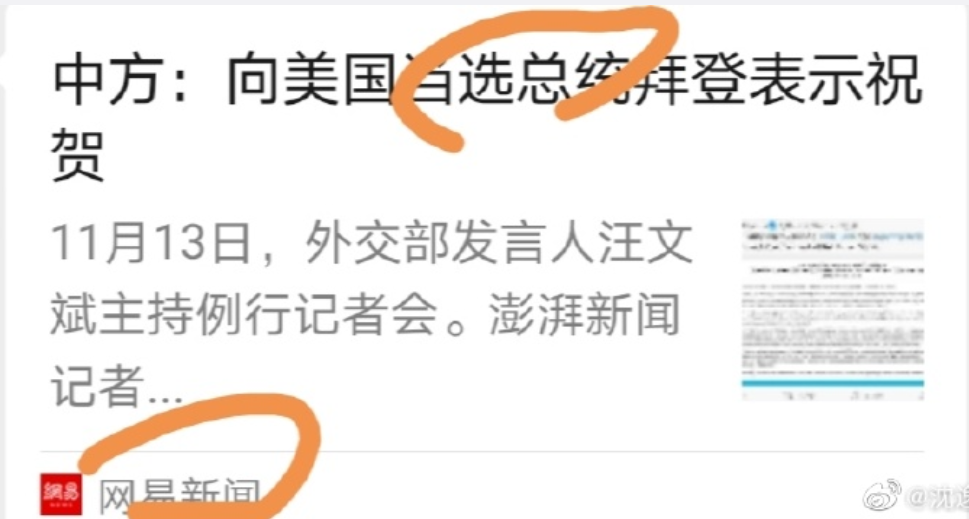 中方：向美国当选总统拜登表示祝
贺
11月13日，外交部发言人汪文
斌主持例行记者会。澎湃新闻
记者...
網易
NEWS
网易新闻
@沈逸